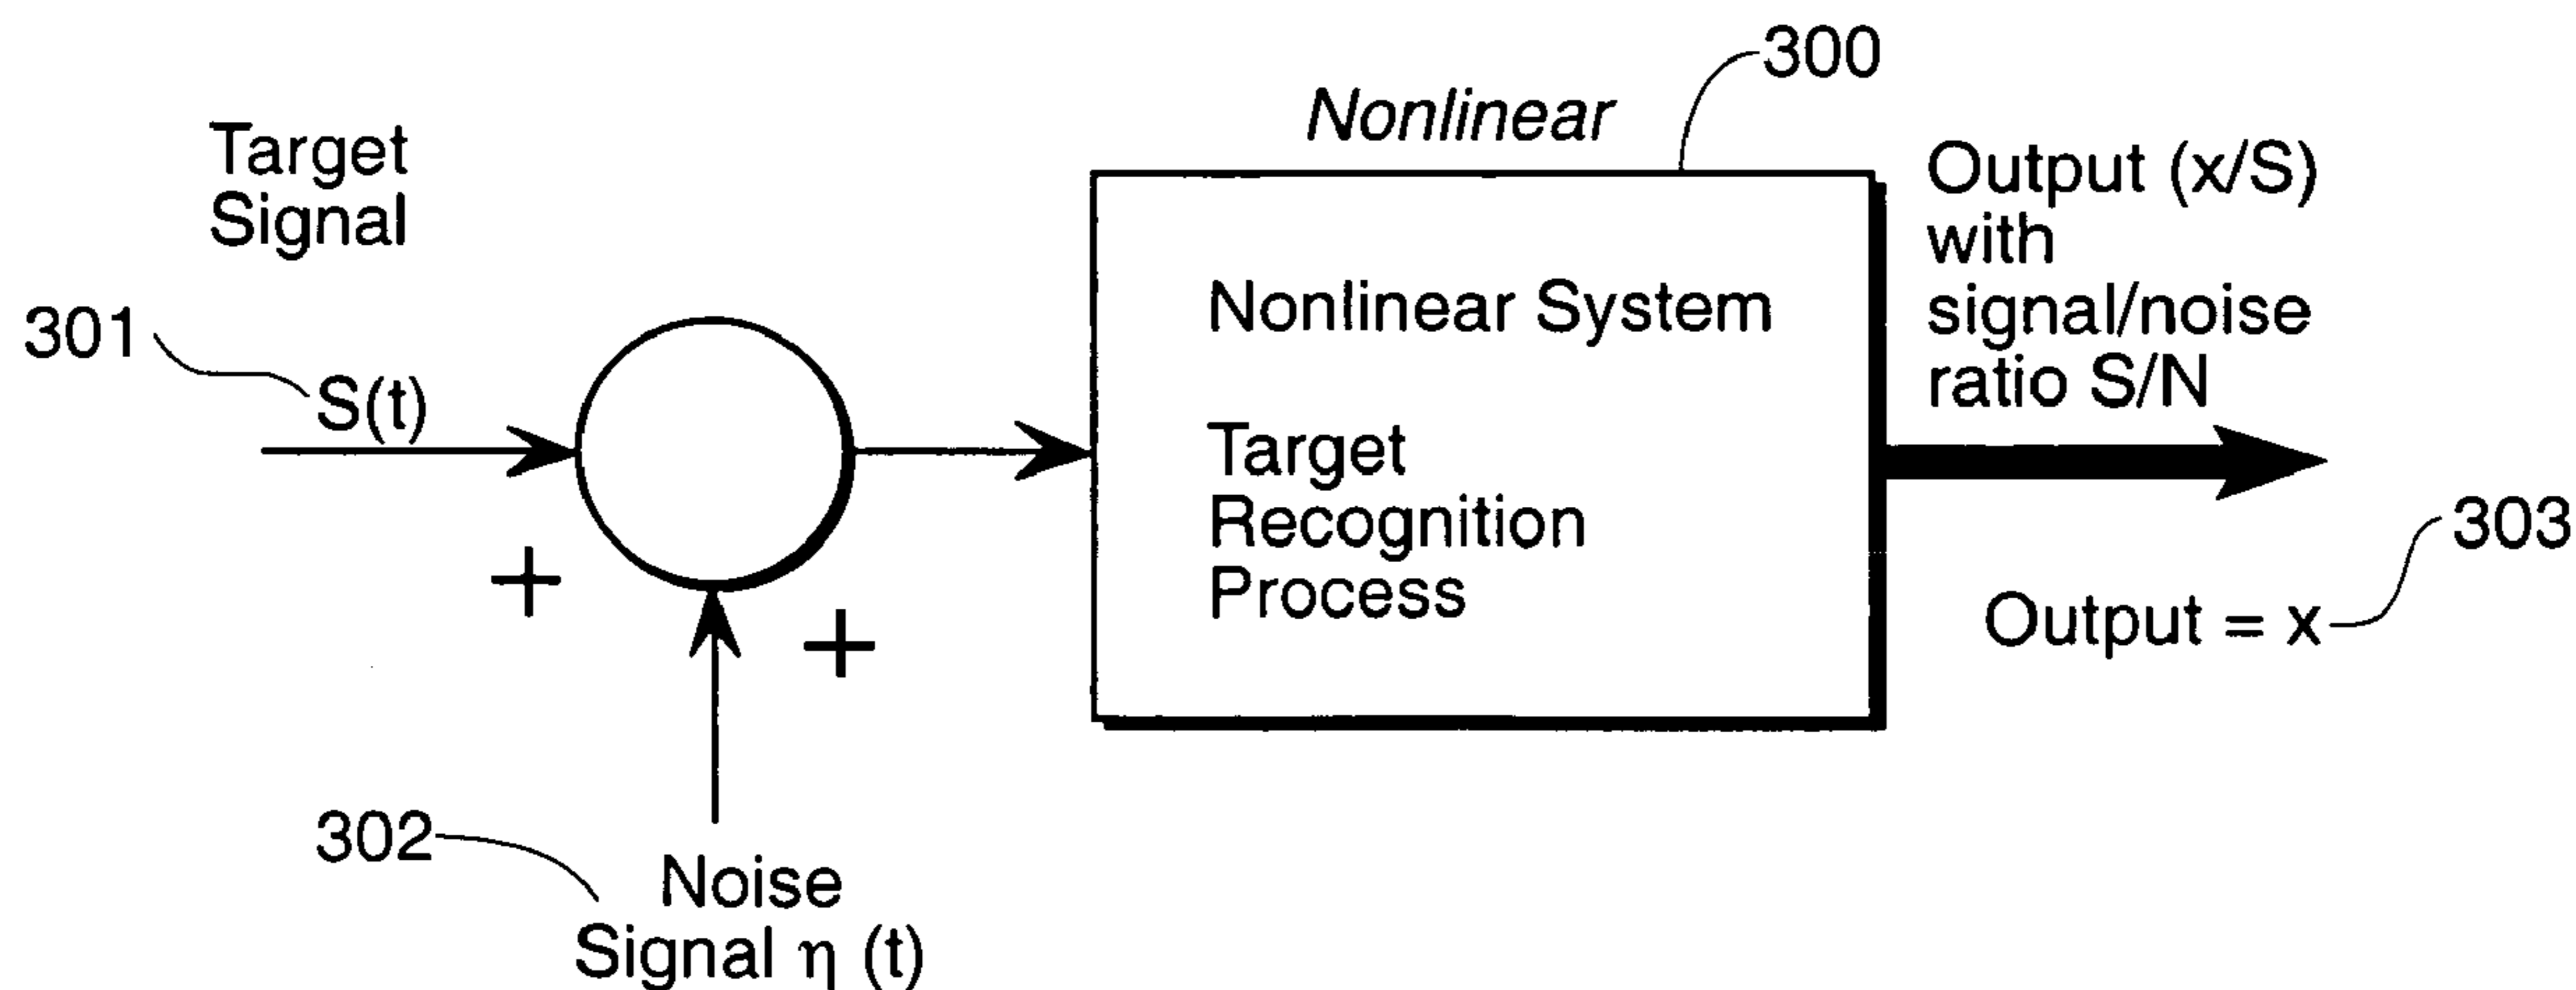 300
Nonlinear
Target
Signal
Output (x/S)
with
signal/noise
ratio S/N
301
S(t)
Nonlinear System
Target
Recognition
Process
303
+
+
Output = x
302
Noise
Signal η (t)